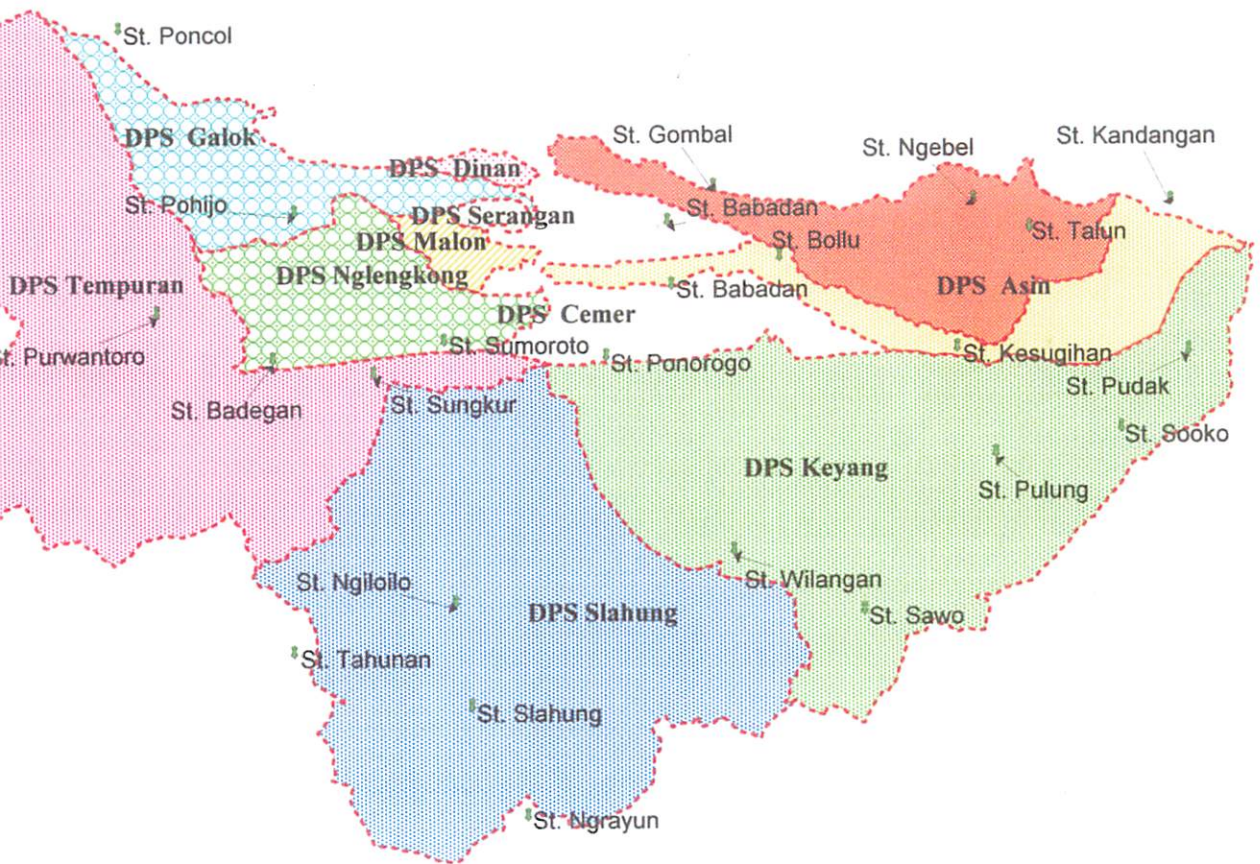 St. Poncol
DPS Galok
St. Gombal
St. Ngebel
St. Kandangan
DPS Dinan
St. Pohijo
DPS Serangan
St. Babadan
DPS Malon
St. Bollu
St. Talun
DPS Nglengkong
DPS Tempuran
St. Babadan
DPS Asin
DPS Cemer
St. Purwantoro
St. Sumoroto
St. Ponorogo
St. Kesugihan
St. Pudak
St. Badegan
St. Sungkur
St. Sooko
DPS Keyang
St. Pulung
St. Ngiloilo
St. Wilangan
DPS Slahung
St. Sawo
St. Tahunan
St. Slahung
St. Ngrayun